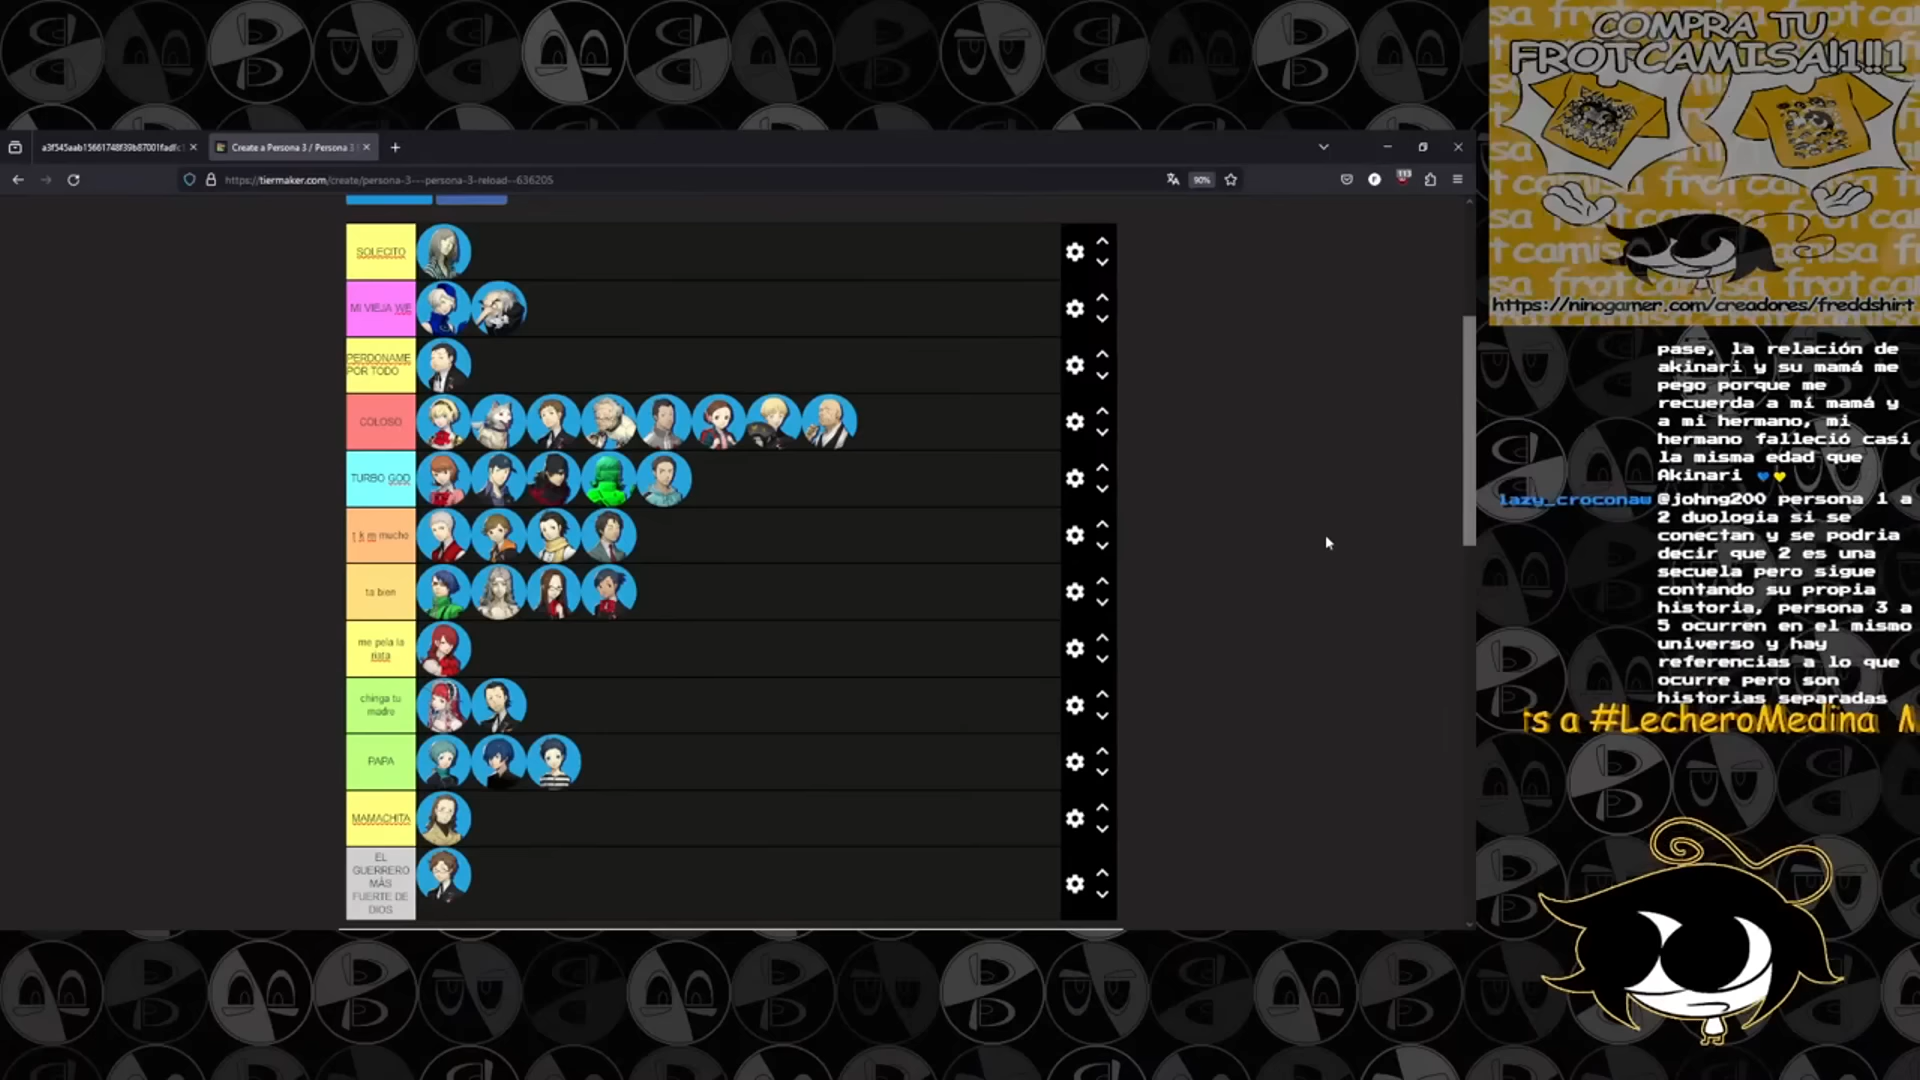 COMPRA TU
FROTCAMISA!1!!1
https://ninogamer.com/creadores/freddshirt
a3f545aab15661748f39b87001fadfc
Create a Persona 3 / Persona 3
https://tiermaker.com/create/persona-3---persona-3-reload--636205
90%
SOLECITO
MI VIEJA WE
PERDONAME
POR TODO
COLOSO
TURBO GOD
t k m mucho
ta bien
me pela la
riata
chinga tu
madre
PAPA
MAMACHITA
EL
GUERRERO
MÁS
FUERTE DE
DIOS
pase, la relación de
akinari y su mamá me
pego porque me
recuerda a mi mamá y
a mi hermano, mi
hermano falleció casi
la misma edad que
Akinari 💙💛
lazy_croconaw @johng200 persona 1 a
2 duologia si se
conectan y se podria
decir que 2 es una
secuela pero sigue
contando su propia
historia, persona 3 a
5 ocurren en el mismo
universo y hay
referencias a lo que
ocurre pero son
historias separadas
is a #LecheroMedina